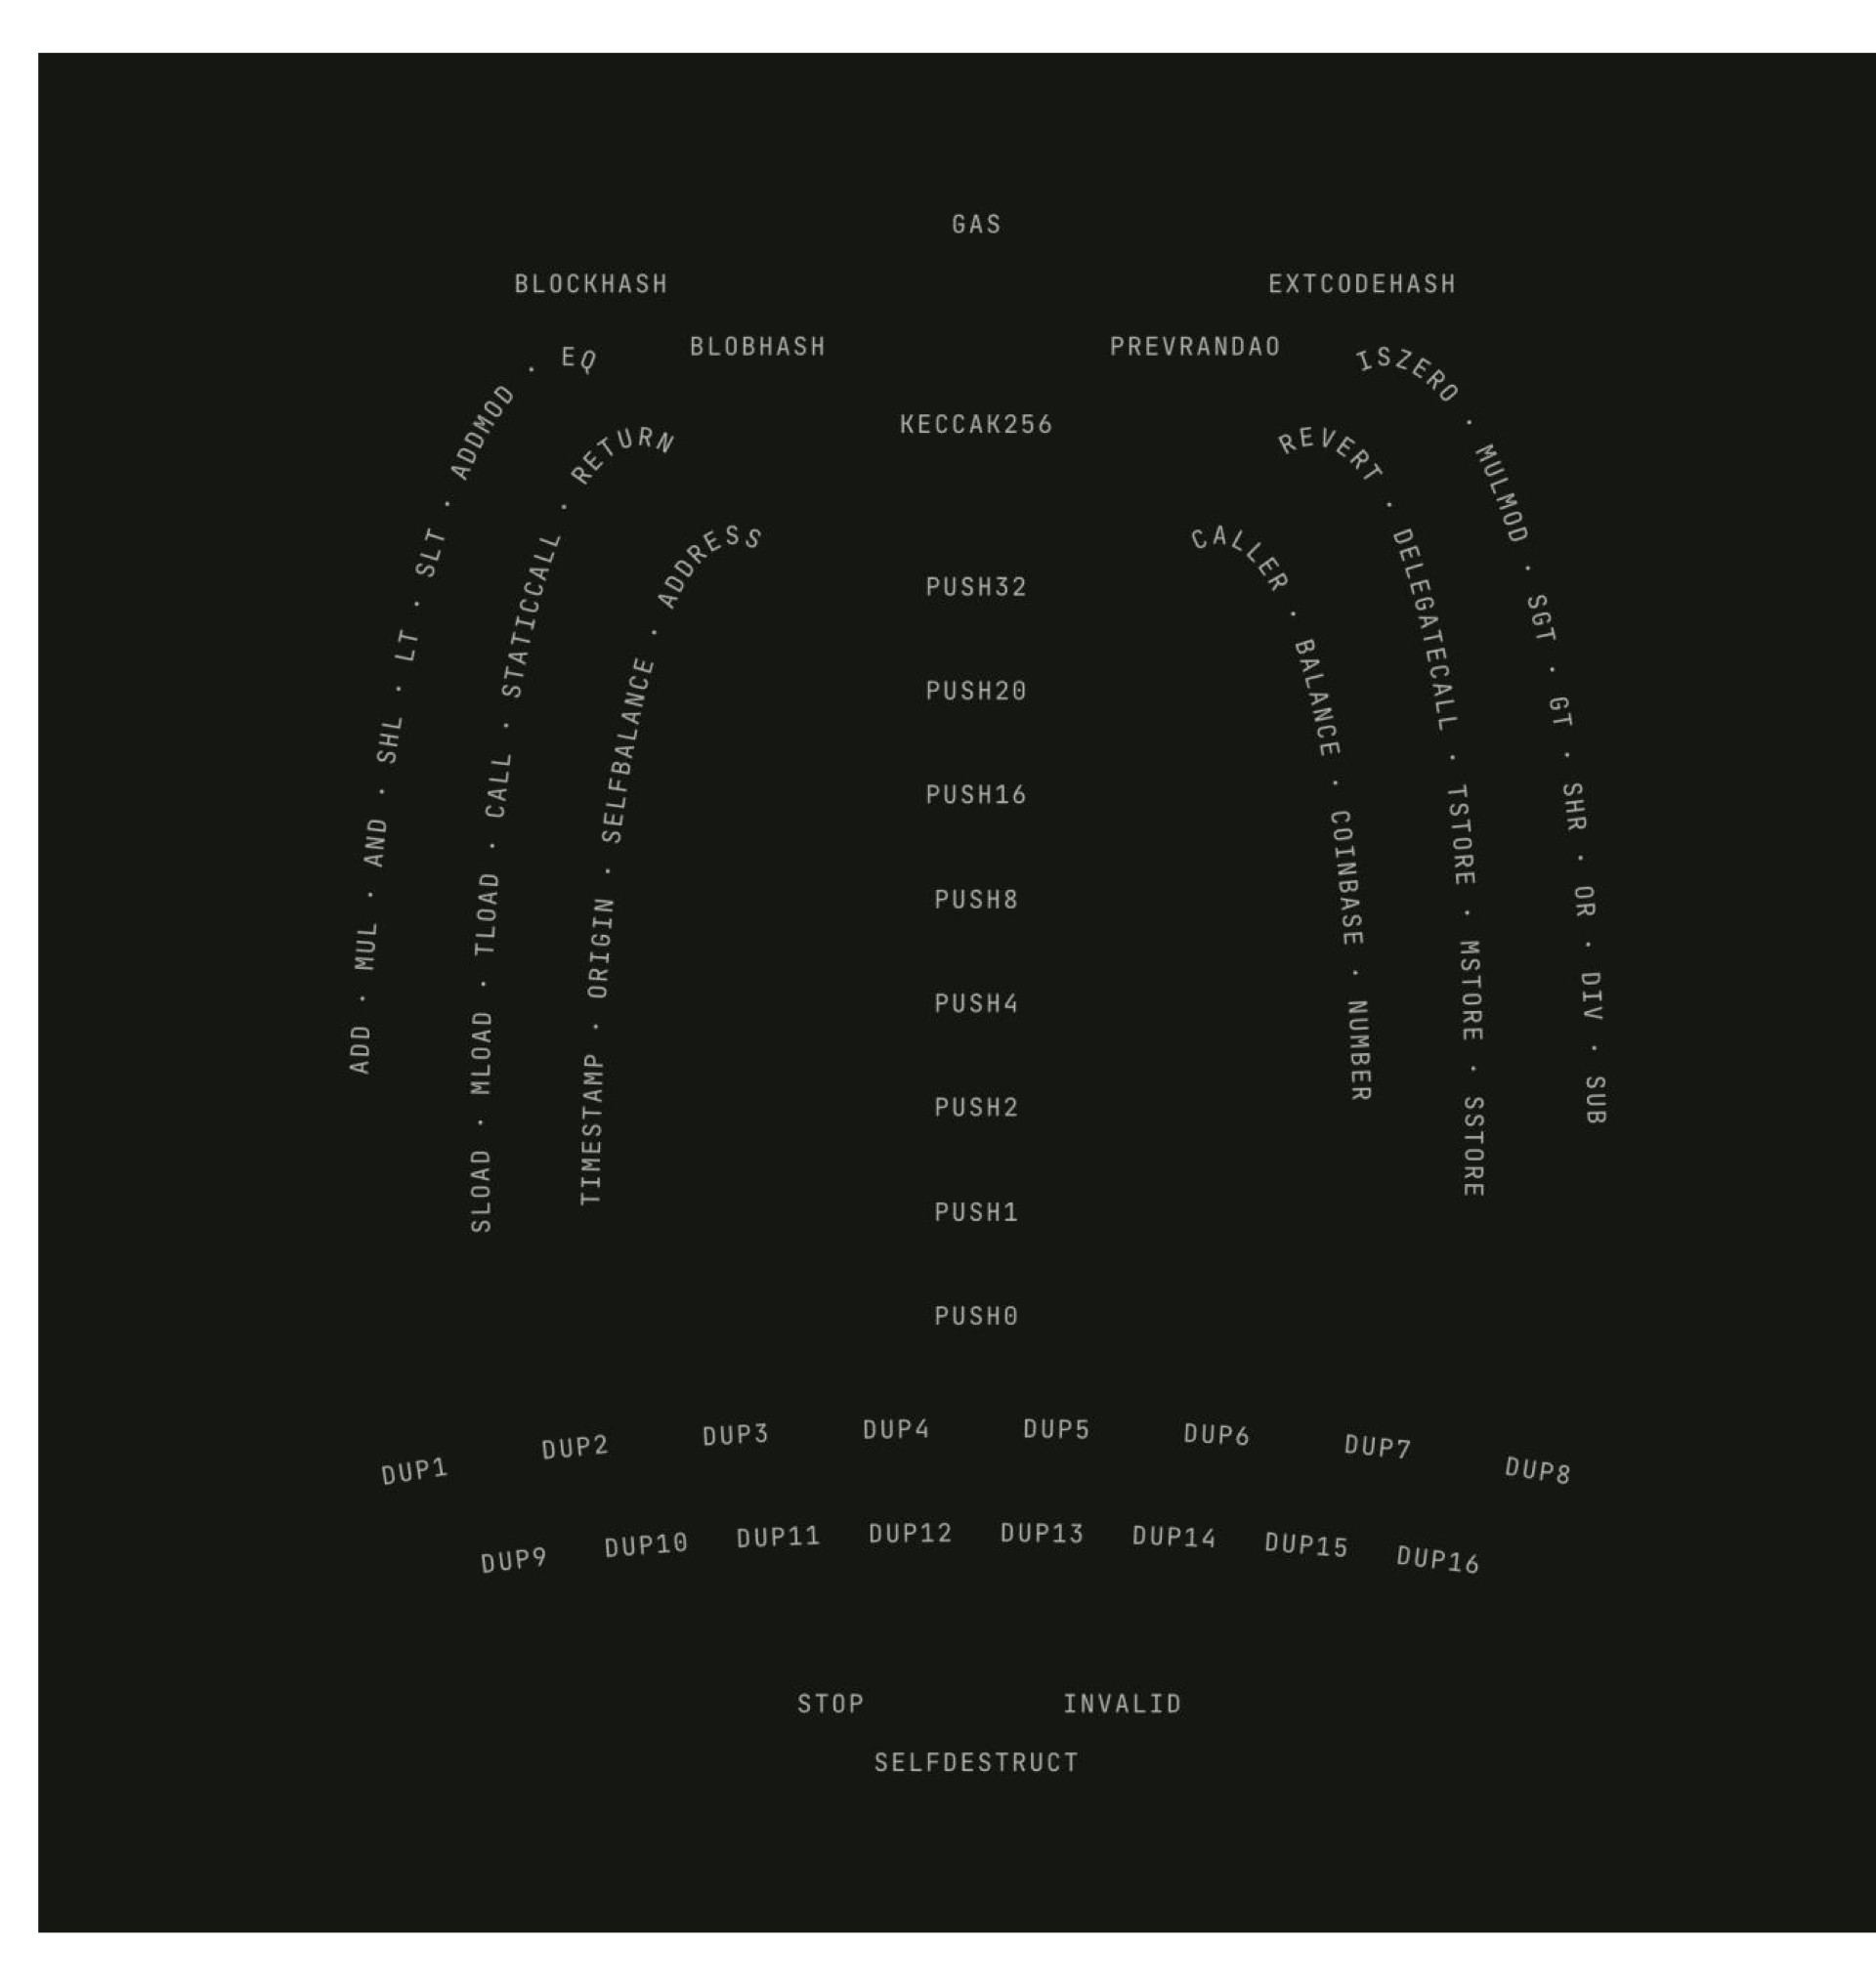 GAS
BLOCKHASH
EXTCODEHASH
BLOBHASH
PREVRANDAO
KECCAK256
ADD · MUL · AND · SHL · LT · SLT · ADDMOD · EQ
SLOAD · MLOAD · TLOAD · CALL · STATICCALL · RETURN
TIMESTAMP · ORIGIN · SELFBALANCE · ADDRESS
PUSH32
PUSH20
PUSH16
PUSH8
PUSH4
PUSH2
PUSH1
PUSH0
CALLER · BALANCE · COINBASE · NUMBER
REVERT · DELEGATECALL · TSTORE · MSTORE · SSTORE
ISZERO · MULMOD · SGT · GT · SHR · OR · DIV · SUB
DUP1 DUP2 DUP3 DUP4 DUP5 DUP6 DUP7 DUP8
DUP9 DUP10 DUP11 DUP12 DUP13 DUP14 DUP15 DUP16
STOP INVALID
SELFDESTRUCT